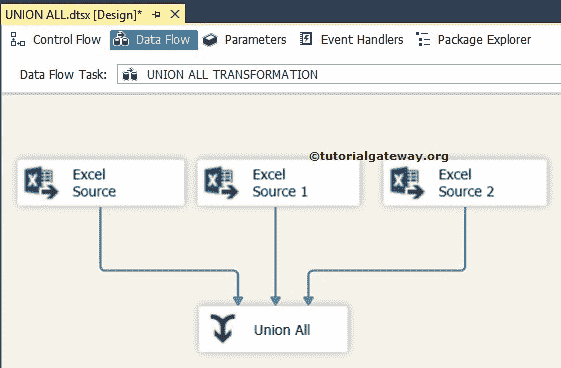 UNION ALL.dtsx [Design]*
Control Flow Data Flow Parameters Event Handlers Package Explorer
Data Flow Task: UNION ALL TRANSFORMATION
©tutorialgateway.org
Excel
Source
Excel
Source 1
Excel
Source 2
Union All